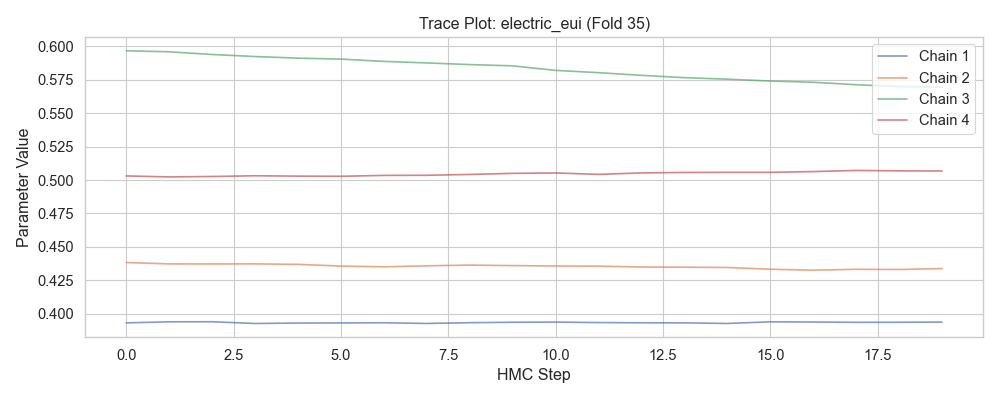 Trace Plot: electric_eui (Fold 35)
Parameter Value
0.600
0.575
0.550
0.525
0.500
0.475
0.450
0.425
0.400
Chain 1
Chain 2
Chain 3
Chain 4
0.0 2.5 5.0 7.5 10.0 12.5 15.0 17.5
HMC Step